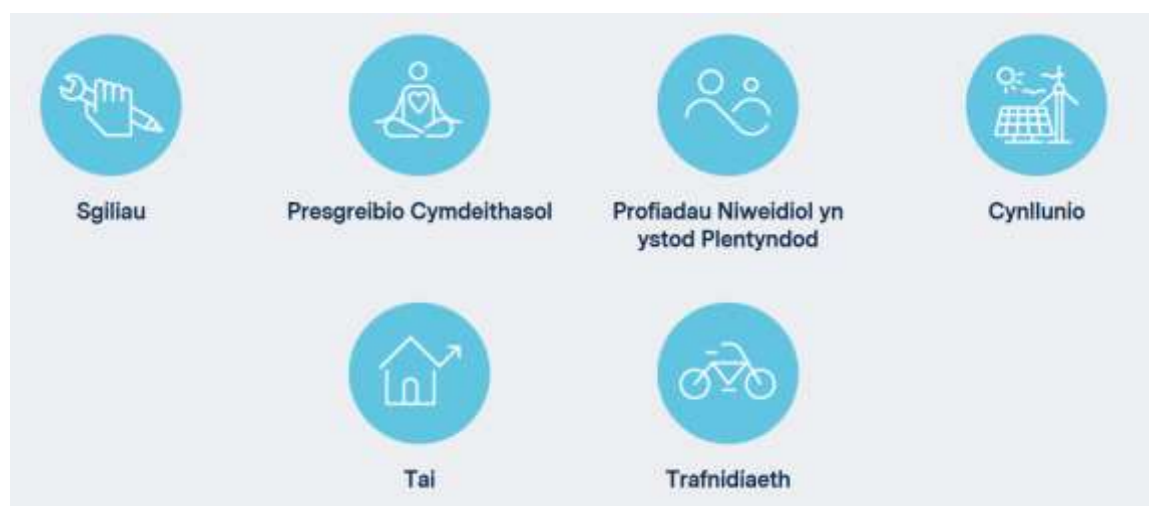 Sgiliau
Presgreibio Cymdeithasol
Profiadau Niweidiol yn
ystod Plentyndod
Cynllunio
Tai
Trafnidiaeth